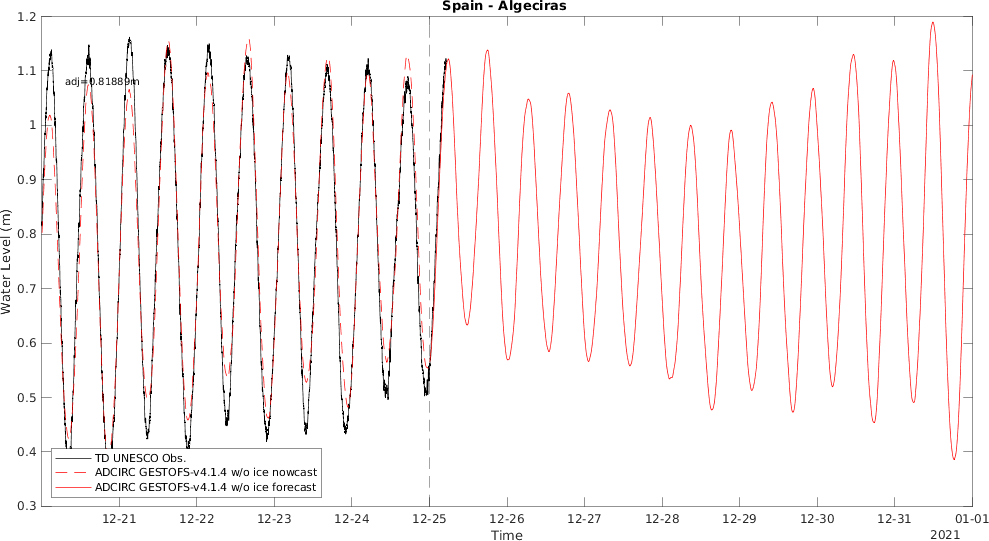 Spain - Algeciras
1.2
1.1
1
0.9
0.8
0.7
0.6
0.5
0.4
0.3
Water Level (m)
adj=0.81889m
TD UNESCO Obs.
ADCIRC GESTOFS-v4.1.4 w/o ice nowcast
ADCIRC GESTOFS-v4.1.4 w/o ice forecast
12-21 12-22 12-23 12-24 12-25 12-26 12-27 12-28 12-29 12-30 12-31 01-01
Time
2021